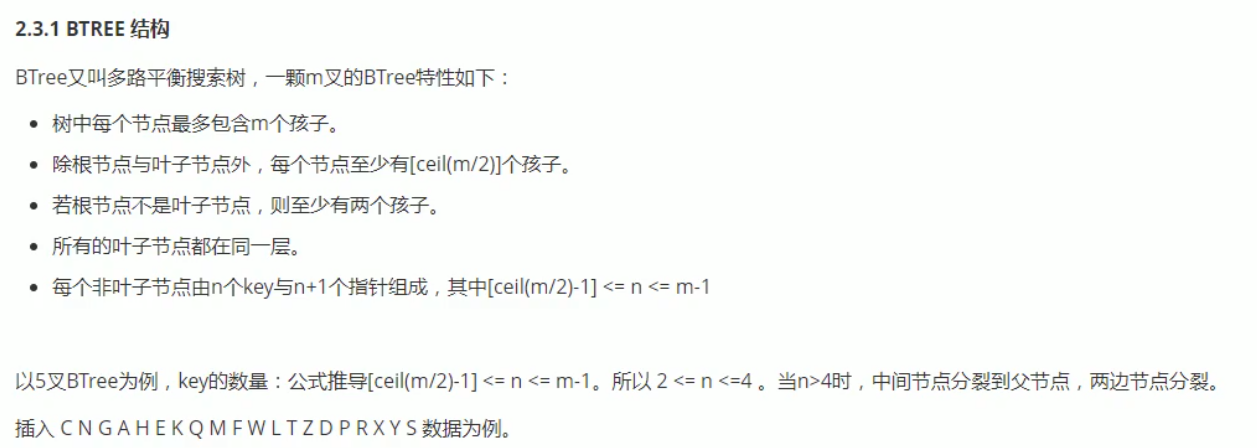 2.3.1 BTREE 结构
BTree又叫多路平衡搜索树，一颗m叉的BTree特性如下：
树中每个节点最多包含m个孩子。
除根节点与叶子节点外，每个节点至少有[ceil(m/2)]个孩子。
若根节点不是叶子节点，则至少有两个孩子。
所有的叶子节点都在同一层。
每个非叶子节点由n个key与n+1个指针组成，其中[ceil(m/2)-1] <= n <= m-1
以5叉BTree为例，key的数量：公式推导[ceil(m/2)-1] <= n <= m-1。所以 2 <= n <=4 。当n>4时，中间节点分裂到父节点，两边节点分裂。
插入 C N G A H E K Q M F W L T Z D P R X Y S 数据为例。